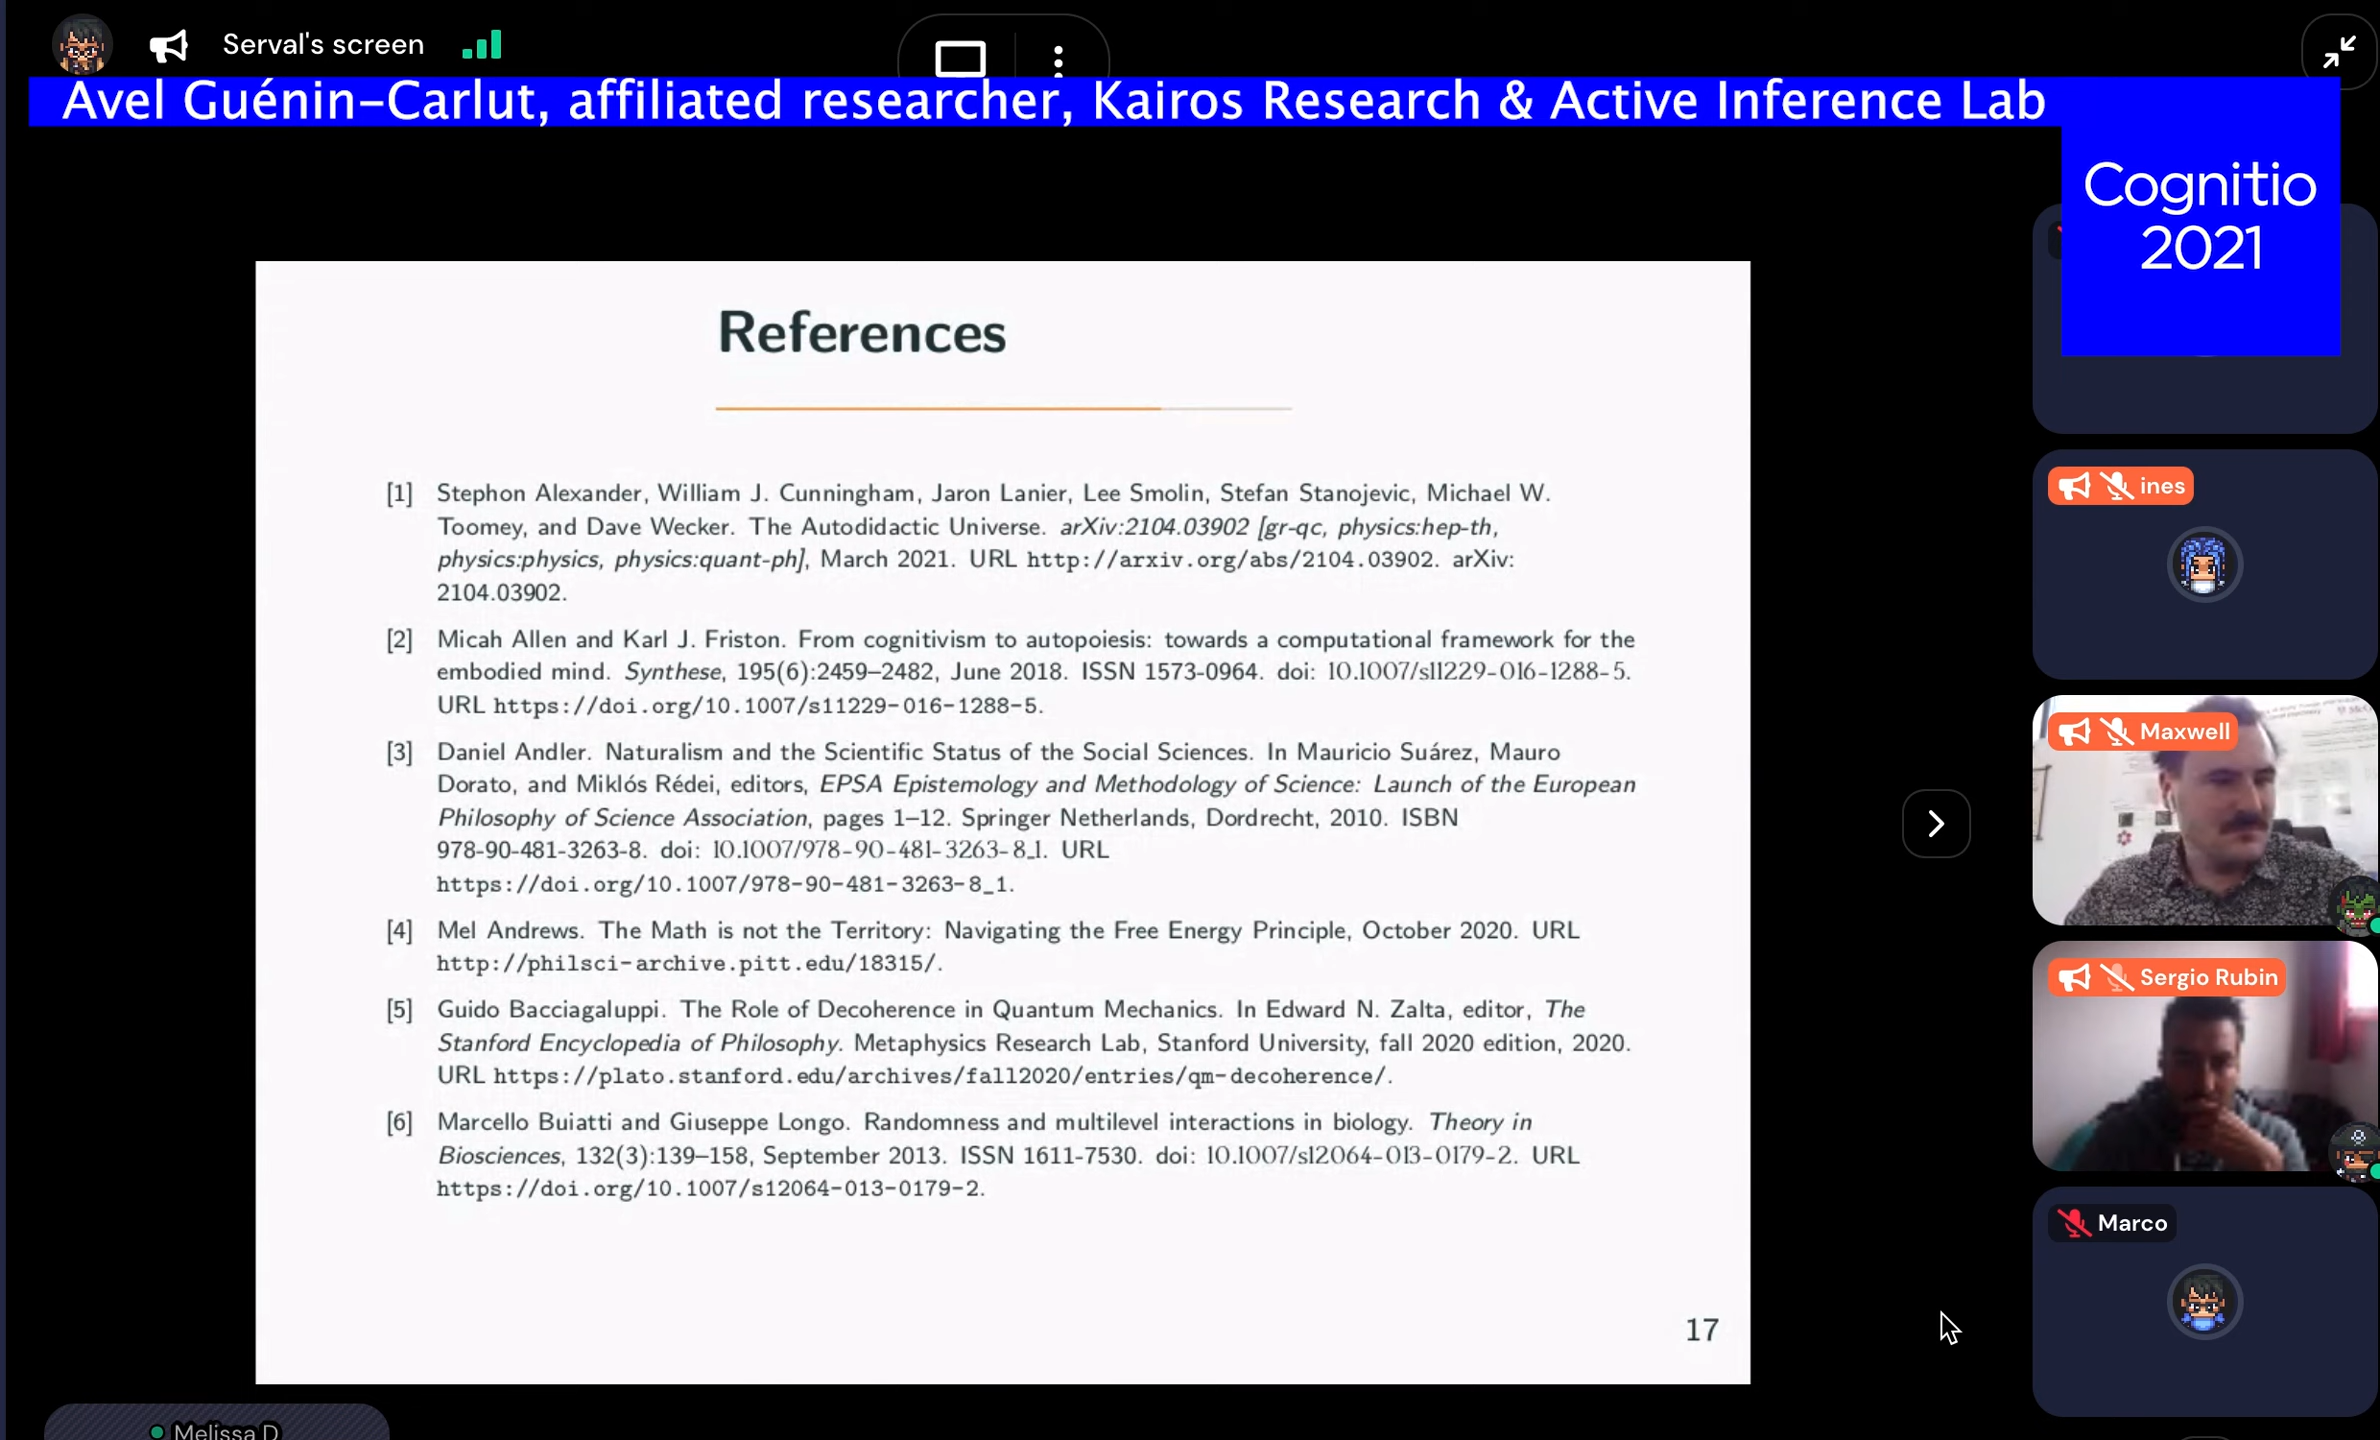 Serval's screen
Avel Guénin-Carlut, affiliated researcher, Kairos Research & Active Inference Lab
Cognitio
2021
References
[1] Stephon Alexander, William J. Cunningham, Jaron Lanier, Lee Smolin, Stefan Stanojevic, Michael W.
Toomey, and Dave Wecker. The Autodidactic Universe. arXiv:2104.03902 [gr-qc, physics:hep-th,
physics:physics, physics:quant-ph], March 2021. URL http://arxiv.org/abs/2104.03902. arXiv:
2104.03902.
[2] Micah Allen and Karl J. Friston. From cognitivism to autopoiesis: towards a computational framework for the
embodied mind. Synthese, 195(6):2459–2482, June 2018. ISSN 1573-0964. doi: 10.1007/s11229-016-1288-5.
URL https://doi.org/10.1007/s11229-016-1288-5.
[3] Daniel Andler. Naturalism and the Scientific Status of the Social Sciences. In Mauricio Suárez, Mauro
Dorato, and Miklós Rédei, editors, EPSA Epistemology and Methodology of Science: Launch of the European
Philosophy of Science Association, pages 1–12. Springer Netherlands, Dordrecht, 2010. ISBN
978-90-481-3263-8. doi: 10.1007/978-90-481-3263-8_1. URL
https://doi.org/10.1007/978-90-481-3263-8_1.
[4] Mel Andrews. The Math is not the Territory: Navigating the Free Energy Principle, October 2020. URL
http://philsci-archive.pitt.edu/18315/.
[5] Guido Bacciagaluppi. The Role of Decoherence in Quantum Mechanics. In Edward N. Zalta, editor, The
Stanford Encyclopedia of Philosophy. Metaphysics Research Lab, Stanford University, fall 2020 edition, 2020.
URL https://plato.stanford.edu/archives/fall2020/entries/qm-decoherence/.
[6] Marcello Buiatti and Giuseppe Longo. Randomness and multilevel interactions in biology. Theory in
Biosciences, 132(3):139–158, September 2013. ISSN 1611-7530. doi: 10.1007/s12064-013-0179-2. URL
https://doi.org/10.1007/s12064-013-0179-2.
17
ines
Maxwell
Sergio Rubin
Marco
Melissa D